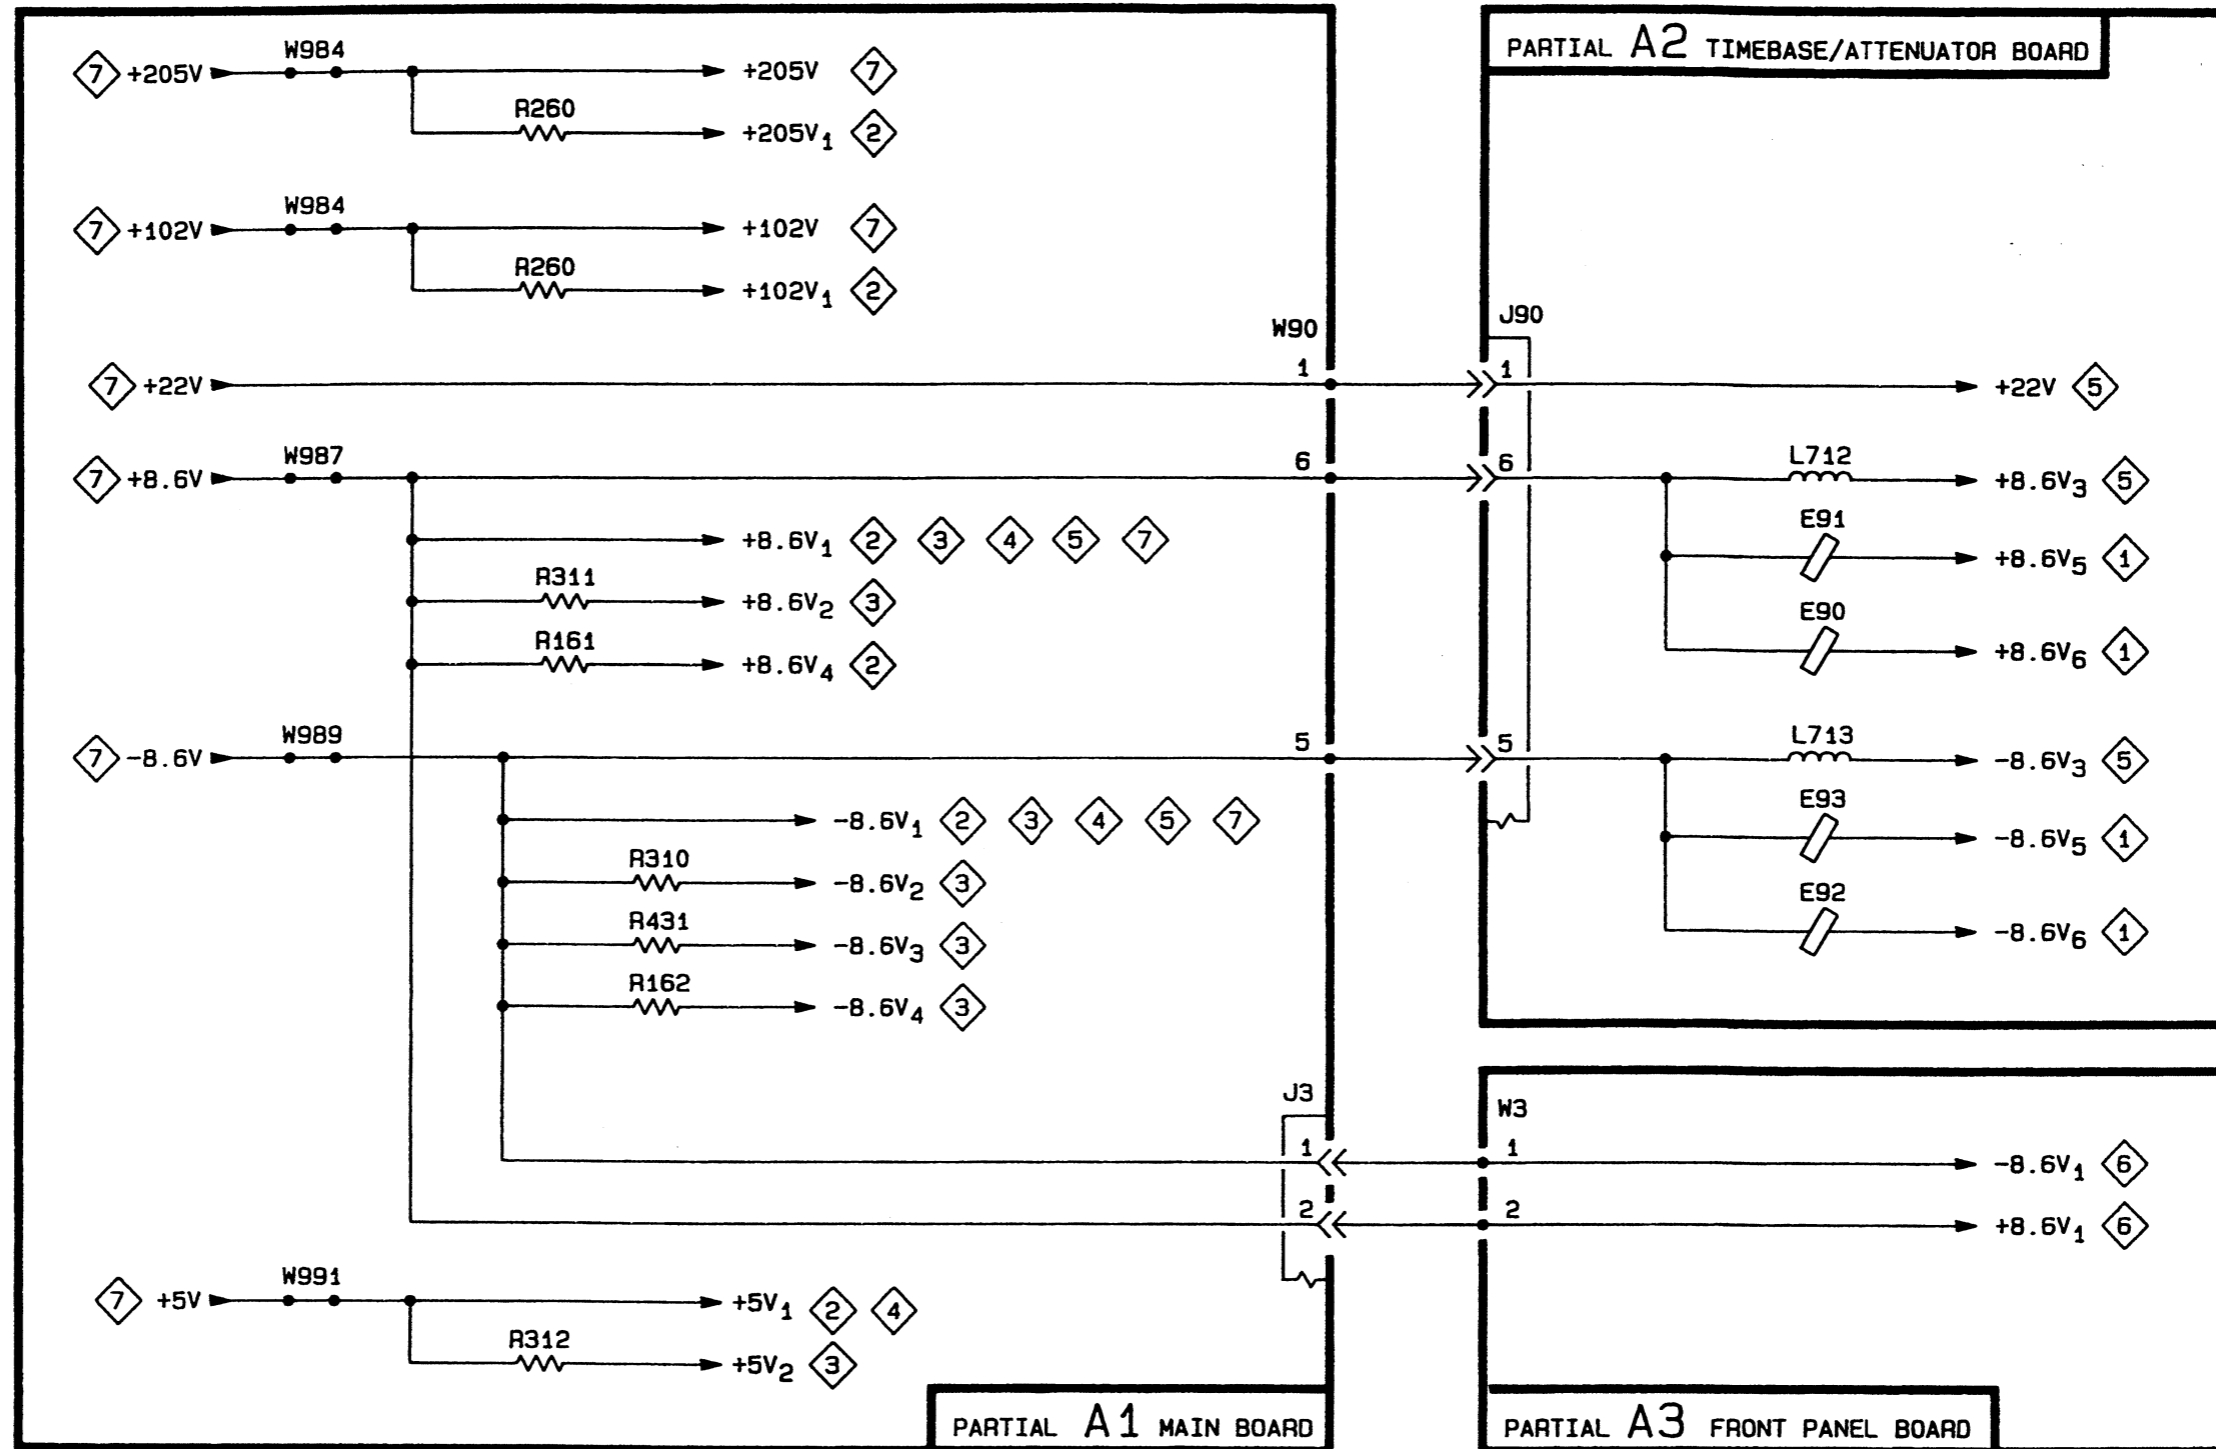 PARTIAL A2 TIMEBASE/ATTENUATOR BOARD
W984
7 +205V +205V 7
R260
+205V1 2
W984
7 +102V +102V 7
R260
+102V1 2
W90 J90
7 +22V 1 1 +22V 5
W987 L712
7 +8.6V 6 6 +8.6V3 5
+8.6V1 2 3 4 5 7
E91
+8.6V5 1
R311
+8.6V2 3
E90
R161
+8.6V4 2
+8.6V6 1
W989 L713
7 -8.6V 5 5 -8.6V3 5
-8.6V1 2 3 4 5 7
E93
-8.6V5 1
R310
-8.6V2 3
E92
R431
-8.6V3 3
-8.6V6 1
R162
-8.6V4 3
J3 W3
1 1 -8.6V1 6
2 2 +8.6V1 6
W991
7 +5V +5V1 2 4
R312
+5V2 3
PARTIAL A1 MAIN BOARD
PARTIAL A3 FRONT PANEL BOARD